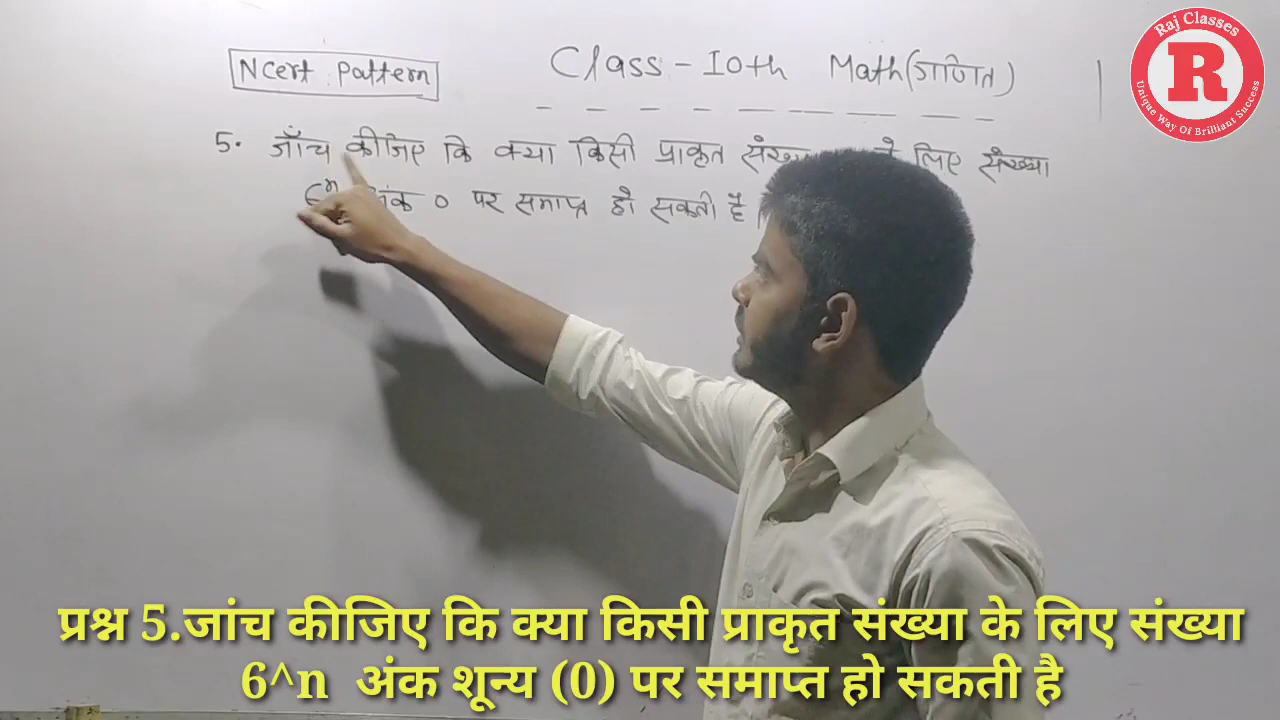 Raj Classes
R
Unique Way Of Brilliant Success
NCert Pattern
Class - 10th Math (गणित)
5. जाँच कीजिए कि क्या किसी प्राकृत संख्या के लिए संख्या
6ⁿ अंक 0 पर समाप्त हो सकती है।
प्रश्न 5.जांच कीजिए कि क्या किसी प्राकृत संख्या के लिए संख्या
6^n अंक शून्य (0) पर समाप्त हो सकती है